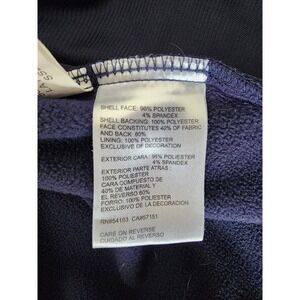 SHELL FACE: 96% POLYESTER
4% SPANDEX
SHELL BACKING: 100% POLYESTER
FACE CONSTITUTES 40% OF FABRIC
AND BACK 60%
LINING: 100% POLYESTER
EXCLUSIVE OF DECORATION
EXTERIOR CARA: 96% POLIESTER
4% SPANDEX
EXTERIOR PARTE ATRAS:
100% POLIESTER
CARA CONSTITUYE EL
40% DE MATERIAL Y
EL REVERSO 60%
FORRO: 100% POLIESTER
EXCLUSIVO DE LA DECORACION
RN#54163 CA#57151
CARE ON REVERSE
CUIDADO AL REVERSO